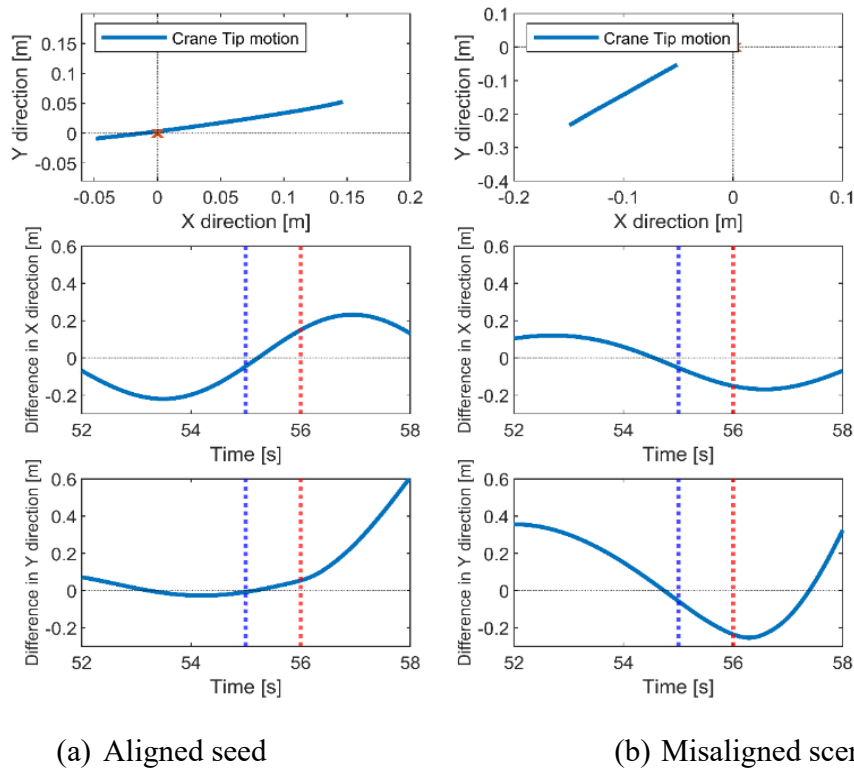 Crane Tip motion
0.15
0.1
0.05
0
-0.05
Y direction [m]
-0.05 0 0.05 0.1 0.15 0.2
X direction [m]
Crane Tip motion
0.1
0
-0.1
-0.2
-0.3
-0.4
Y direction [m]
-0.2 -0.1 0 0.1
X direction [m]
0.6
0.4
0.2
0
-0.2
Difference in X direction [m]
52 54 56 58
Time [s]
0.6
0.4
0.2
0
-0.2
Difference in X direction [m]
52 54 56 58
Time [s]
0.6
0.4
0.2
0
-0.2
Difference in Y direction [m]
52 54 56 58
Time [s]
0.6
0.4
0.2
0
-0.2
Difference in Y direction [m]
52 54 56 58
Time [s]
(a) Aligned seed
(b) Misaligned